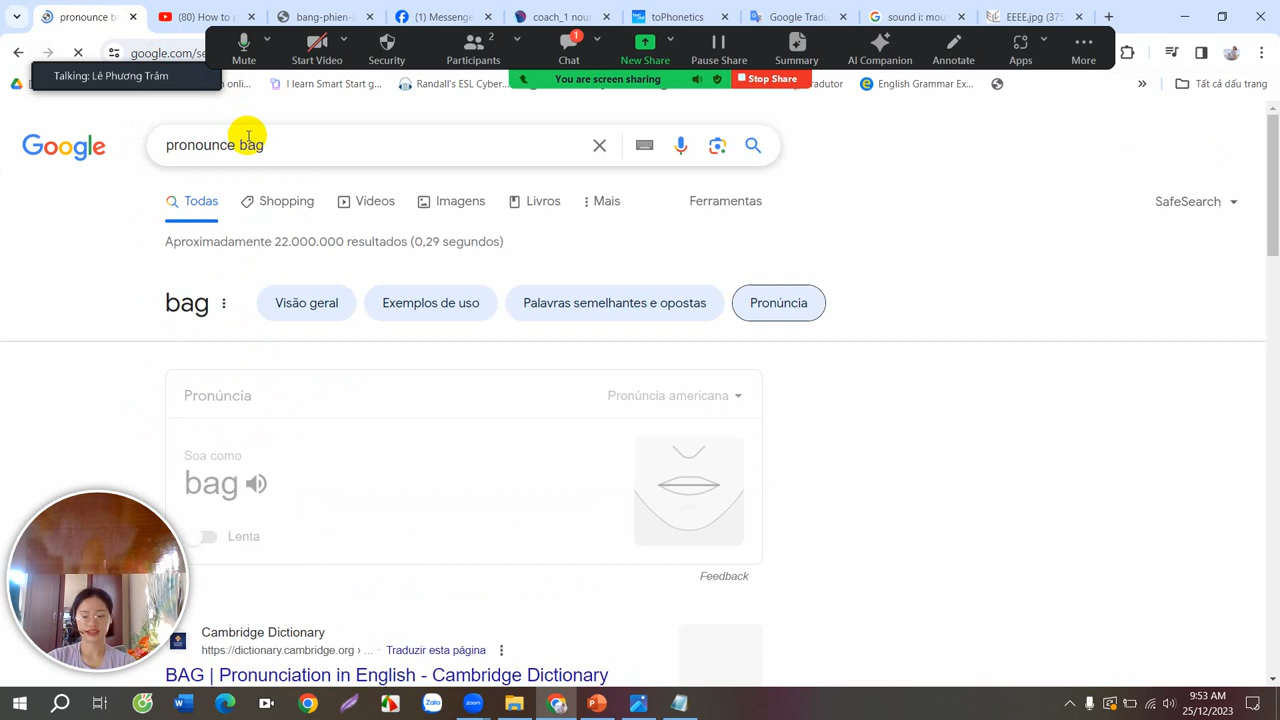 pronounce b
(80) How to p
bang-phien-a
(1) Messenge
coach_1 nour
toPhonetics
Google Tradu
sound i: mou
EEEE.jpg (375
google.com/se
Mute
Start Video
Security
2
Participants
1
Chat
New Share
Pause Share
Summary
AI Companion
Annotate
Apps
More
Talking: Lê Phương Trâm
You are screen sharing
Stop Share
I learn Smart Start g...
Randall's ESL Cyber...
English Grammar Ex...
Tất cả dấu trang
Google
pronounce bag
Todas
Shopping
Vídeos
Imagens
Livros
Mais
Ferramentas
SafeSearch
Aproximadamente 22.000.000 resultados (0,29 segundos)
bag
Visão geral
Exemplos de uso
Palavras semelhantes e opostas
Pronúncia
Pronúncia
Pronúncia americana
Soa como
bag
Lenta
Feedback
Cambridge Dictionary
https://dictionary.cambridge.org › ...
Traduzir esta página
BAG | Pronunciation in English - Cambridge Dictionary
9:53 AM
25/12/2023